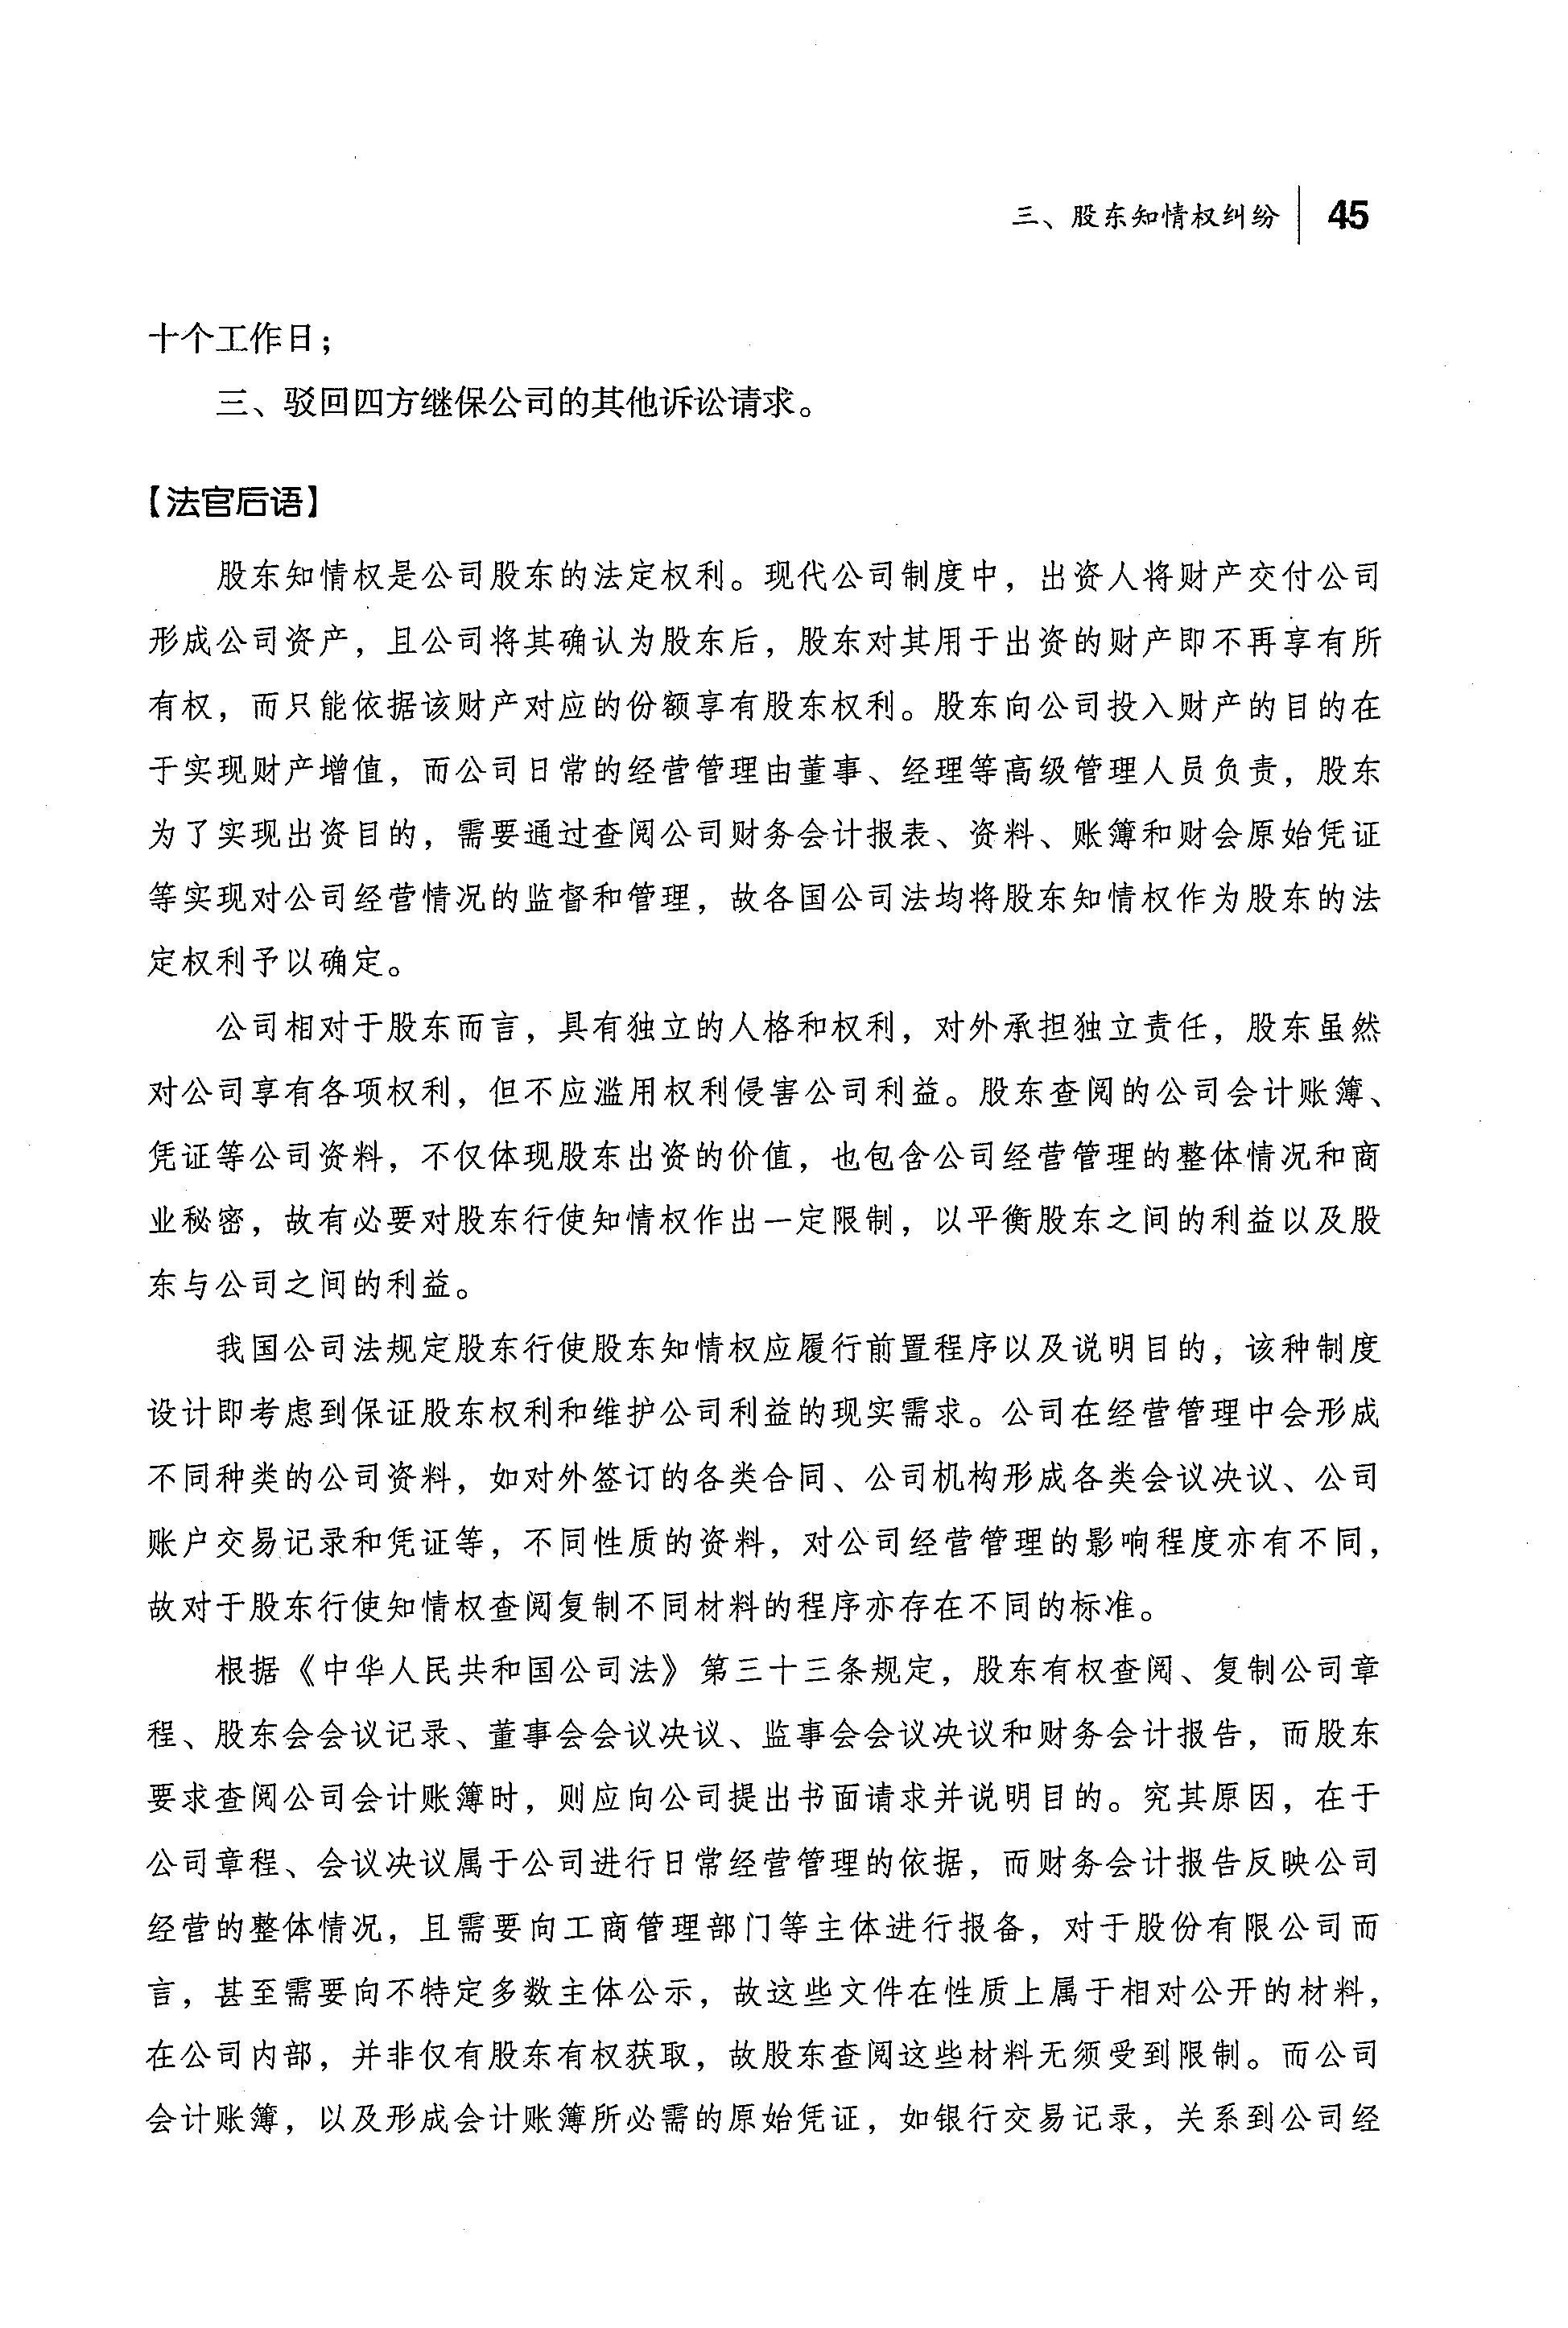 三、股东知情权纠纷 45
十个工作日；
三、驳回四方继保公司的其他诉讼请求。
【法官后语】
股东知情权是公司股东的法定权利。现代公司制度中，出资人将财产交付公司
形成公司资产，且公司将其确认为股东后，股东对其用于出资的财产即不再享有所
有权，而只能依据该财产对应的份额享有股东权利。股东向公司投入财产的目的在
于实现财产增值，而公司日常的经营管理由董事、经理等高级管理人员负责，股东
为了实现出资目的，需要通过查阅公司财务会计报表、资料、账簿和财会原始凭证
等实现对公司经营情况的监督和管理，故各国公司法均将股东知情权作为股东的法
定权利予以确定。
公司相对于股东而言，具有独立的人格和权利，对外承担独立责任，股东虽然
对公司享有各项权利，但不应滥用权利侵害公司利益。股东查阅的公司会计账簿、
凭证等公司资料，不仅体现股东出资的价值，也包含公司经营管理的整体情况和商
业秘密，故有必要对股东行使知情权作出一定限制，以平衡股东之间的利益以及股
东与公司之间的利益。
我国公司法规定股东行使股东知情权应履行前置程序以及说明目的，该种制度
设计即考虑到保证股东权利和维护公司利益的现实需求。公司在经营管理中会形成
不同种类的公司资料，如对外签订的各类合同、公司机构形成各类会议决议、公司
账户交易记录和凭证等，不同性质的资料，对公司经营管理的影响程度亦有不同，
故对于股东行使知情权查阅复制不同材料的程序亦存在不同的标准。
根据《中华人民共和国公司法》第三十三条规定，股东有权查阅、复制公司章
程、股东会会议记录、董事会会议决议、监事会会议决议和财务会计报告，而股东
要求查阅公司会计账簿时，则应向公司提出书面请求并说明目的。究其原因，在于
公司章程、会议决议属于公司进行日常经营管理的依据，而财务会计报告反映公司
经营的整体情况，且需要向工商管理部门等主体进行报备，对于股份有限公司而
言，甚至需要向不特定多数主体公示，故这些文件在性质上属于相对公开的材料，
在公司内部，并非仅有股东有权获取，故股东查阅这些材料无须受到限制。而公司
会计账簿，以及形成会计账簿所必需的原始凭证，如银行交易记录，关系到公司经